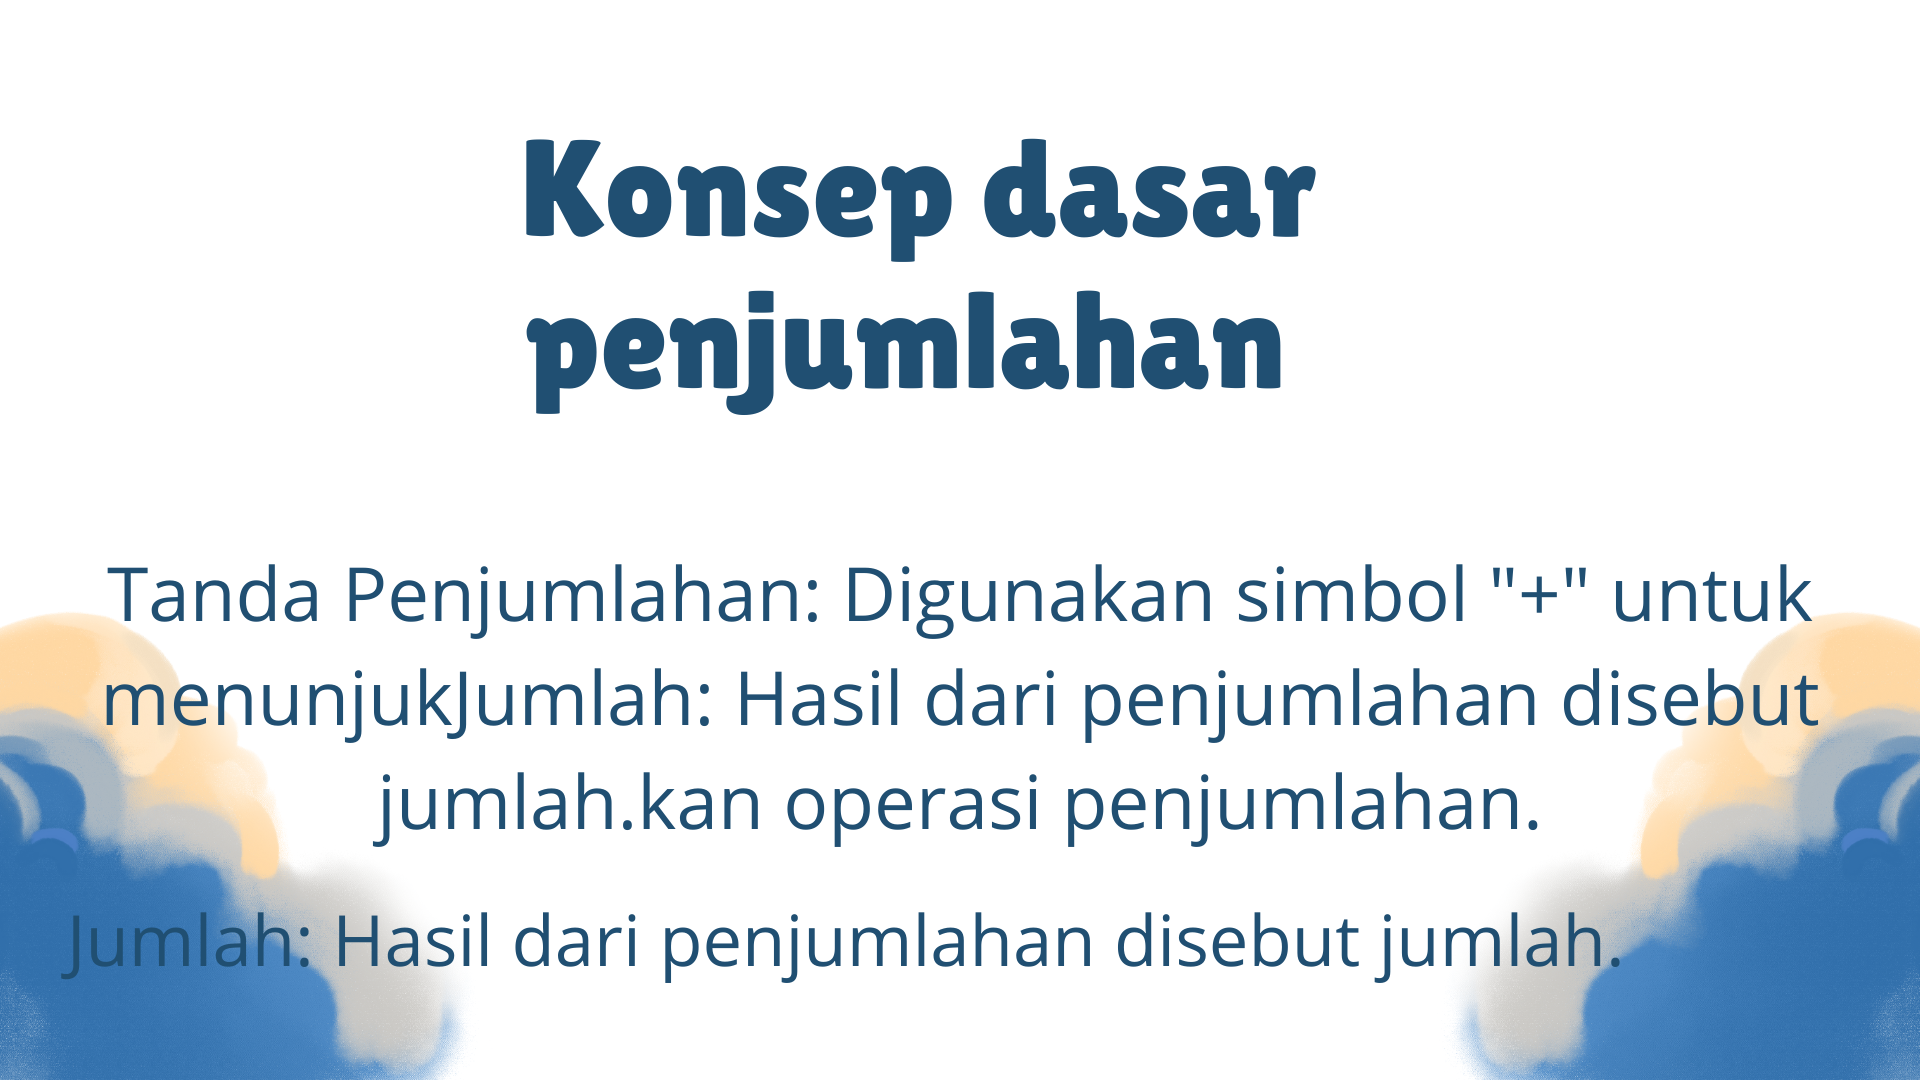 Konsep dasar
penjumlahan
Tanda Penjumlahan: Digunakan simbol "+" untuk
menunjukJumlah: Hasil dari penjumlahan disebut
jumlah.kan operasi penjumlahan.
Jumlah: Hasil dari penjumlahan disebut jumlah.